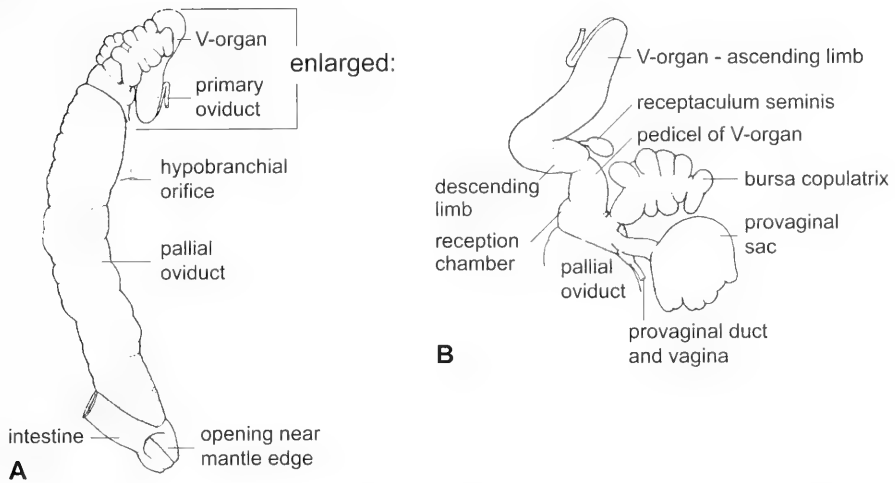 V-organ
enlarged:
primary
oviduct
hypobranchial
orifice
pallial
oviduct
intestine
opening near
mantle edge
A
V-organ - ascending limb
receptaculum seminis
pedicel of V-organ
bursa copulatrix
descending
limb
provaginal
sac
reception
chamber
pallial
oviduct
provaginal duct
and vagina
B